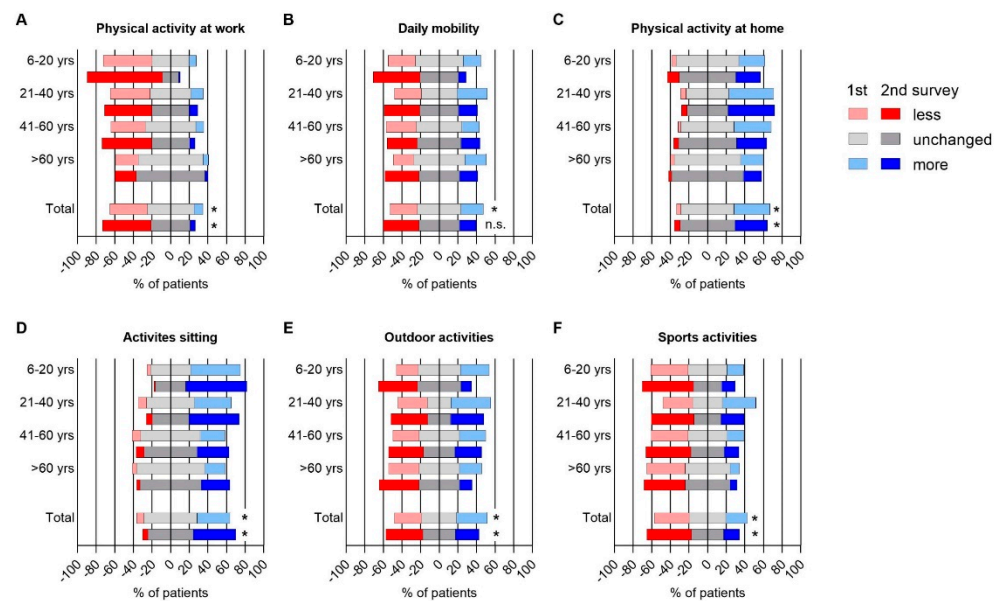 A
Physical activity at work
B
Daily mobility
C
Physical activity at home
6-20 yrs
21-40 yrs
41-60 yrs
>60 yrs
Total
*
*
-100 -80 -60 -40 -20 0 20 40 60 80 100
% of patients
6-20 yrs
21-40 yrs
41-60 yrs
>60 yrs
Total
*
n.s.
-100 -80 -60 -40 -20 0 20 40 60 80 100
% of patients
6-20 yrs
21-40 yrs
41-60 yrs
>60 yrs
Total
*
*
-100 -80 -60 -40 -20 0 20 40 60 80 100
% of patients
1st 2nd survey
less
unchanged
more
D
Activites sitting
E
Outdoor activities
F
Sports activities
6-20 yrs
21-40 yrs
41-60 yrs
>60 yrs
Total
*
*
-100 -80 -60 -40 -20 0 20 40 60 80 100
% of patients
6-20 yrs
21-40 yrs
41-60 yrs
>60 yrs
Total
*
*
-100 -80 -60 -40 -20 0 20 40 60 80 100
% of patients
6-20 yrs
21-40 yrs
41-60 yrs
>60 yrs
Total
*
*
-100 -80 -60 -40 -20 0 20 40 60 80 100
% of patients